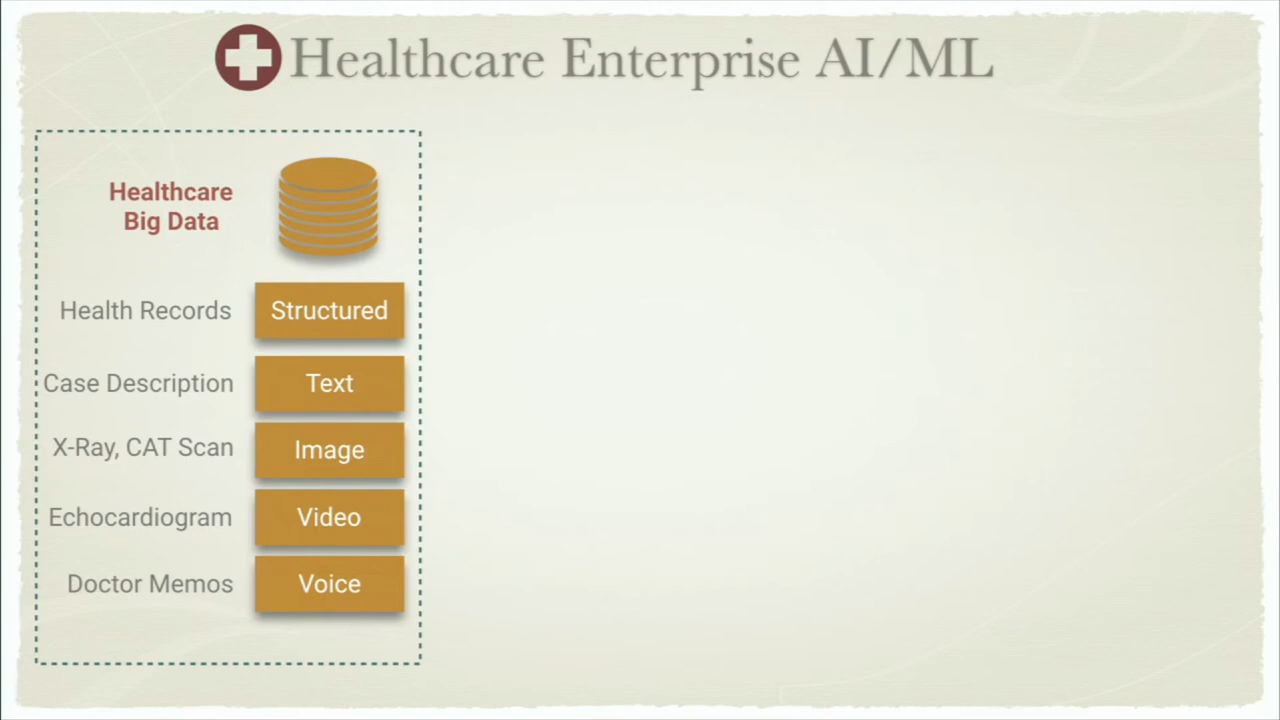 Healthcare Enterprise AI/ML
Healthcare
Big Data
Health Records Structured
Case Description Text
X-Ray, CAT Scan Image
Echocardiogram Video
Doctor Memos Voice